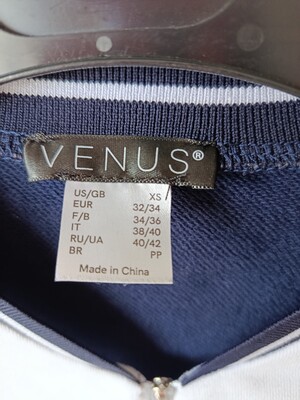 VENUS®
US/GB XS
EUR 32/34
F/B 34/36
IT 38/40
RU/UA 40/42
BR PP
Made in China